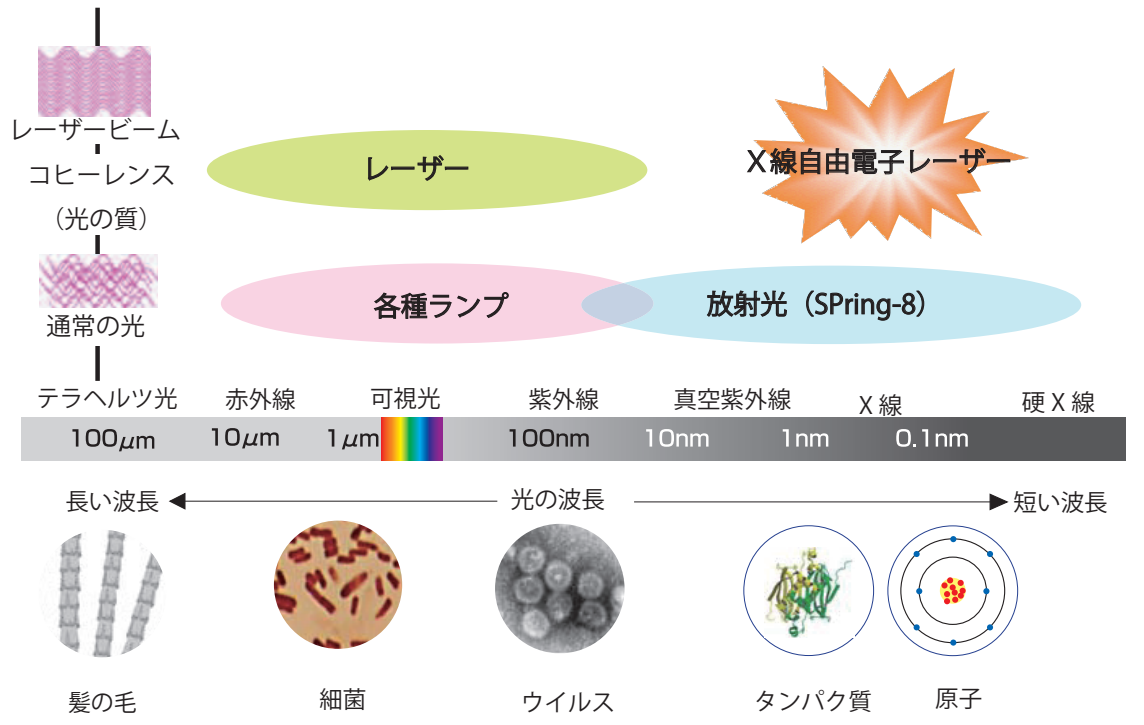 レーザービーム
コヒーレンス
（光の質）
通常の光
レーザー
X線自由電子レーザー
各種ランプ
放射光（SPring-8）
テラヘルツ光 赤外線 可視光 紫外線 真空紫外線 X線 硬X線
100μm 10μm 1μm 100nm 10nm 1nm 0.1nm
長い波長 光の波長 短い波長
髪の毛 細菌 ウイルス タンパク質 原子